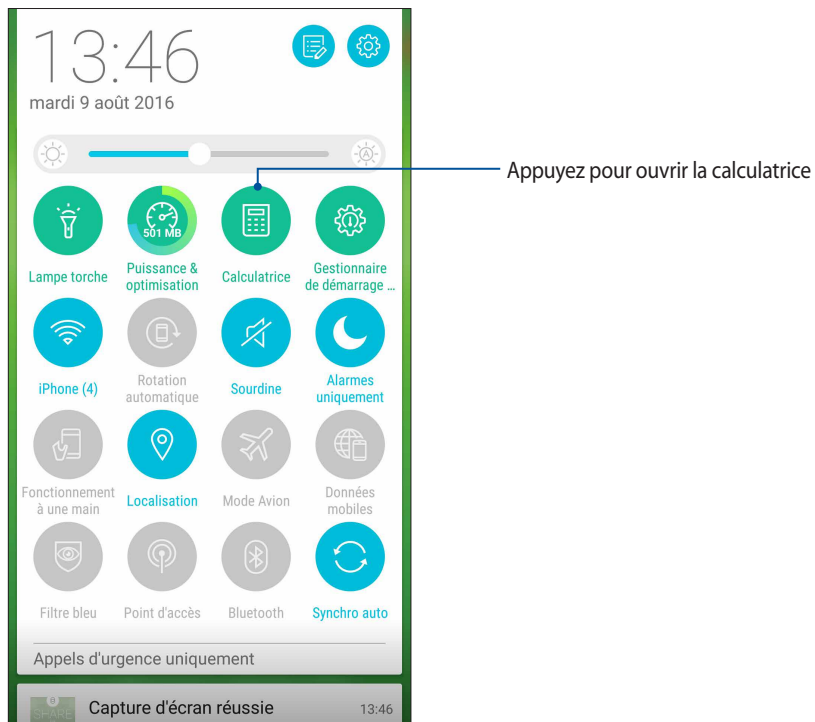 13:46
mardi 9 août 2016
Appuyez pour ouvrir la calculatrice
501 MB
Lampe torche
Puissance &
optimisation
Calculatrice
Gestionnaire
de démarrage ...
iPhone (4)
Rotation
automatique
Sourdine
Alarmes
uniquement
Fonctionnement
à une main
Localisation
Mode Avion
Données
mobiles
Filtre bleu
Point d'accès
Bluetooth
Synchro auto
Appels d'urgence uniquement
SHARE
Capture d'écran réussie
13:46